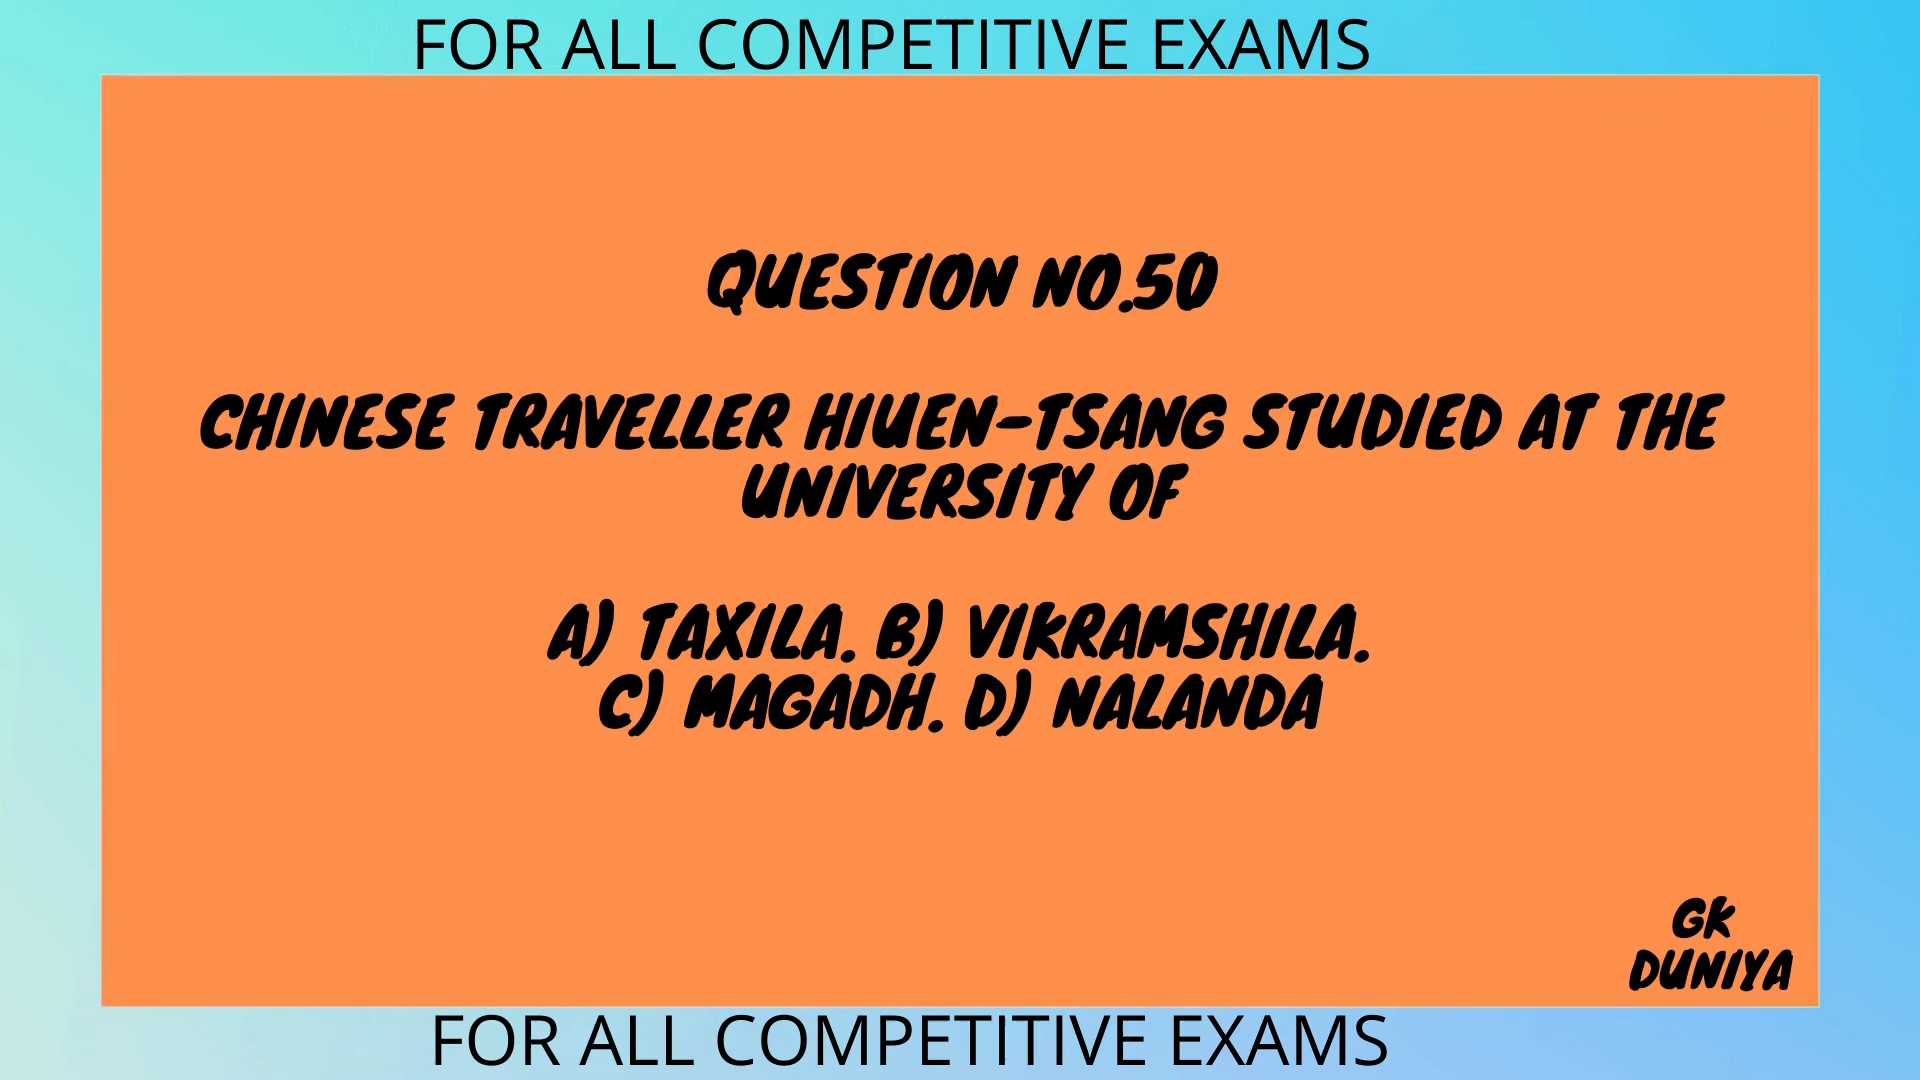 FOR ALL COMPETITIVE EXAMS
QUESTION NO.50
CHINESE TRAVELLER HIUEN-TSANG STUDIED AT THE
UNIVERSITY OF
A) TAXILA. B) VIKRAMSHILA.
C) MAGADH. D) NALANDA
GK
DUNIYA
FOR ALL COMPETITIVE EXAMS